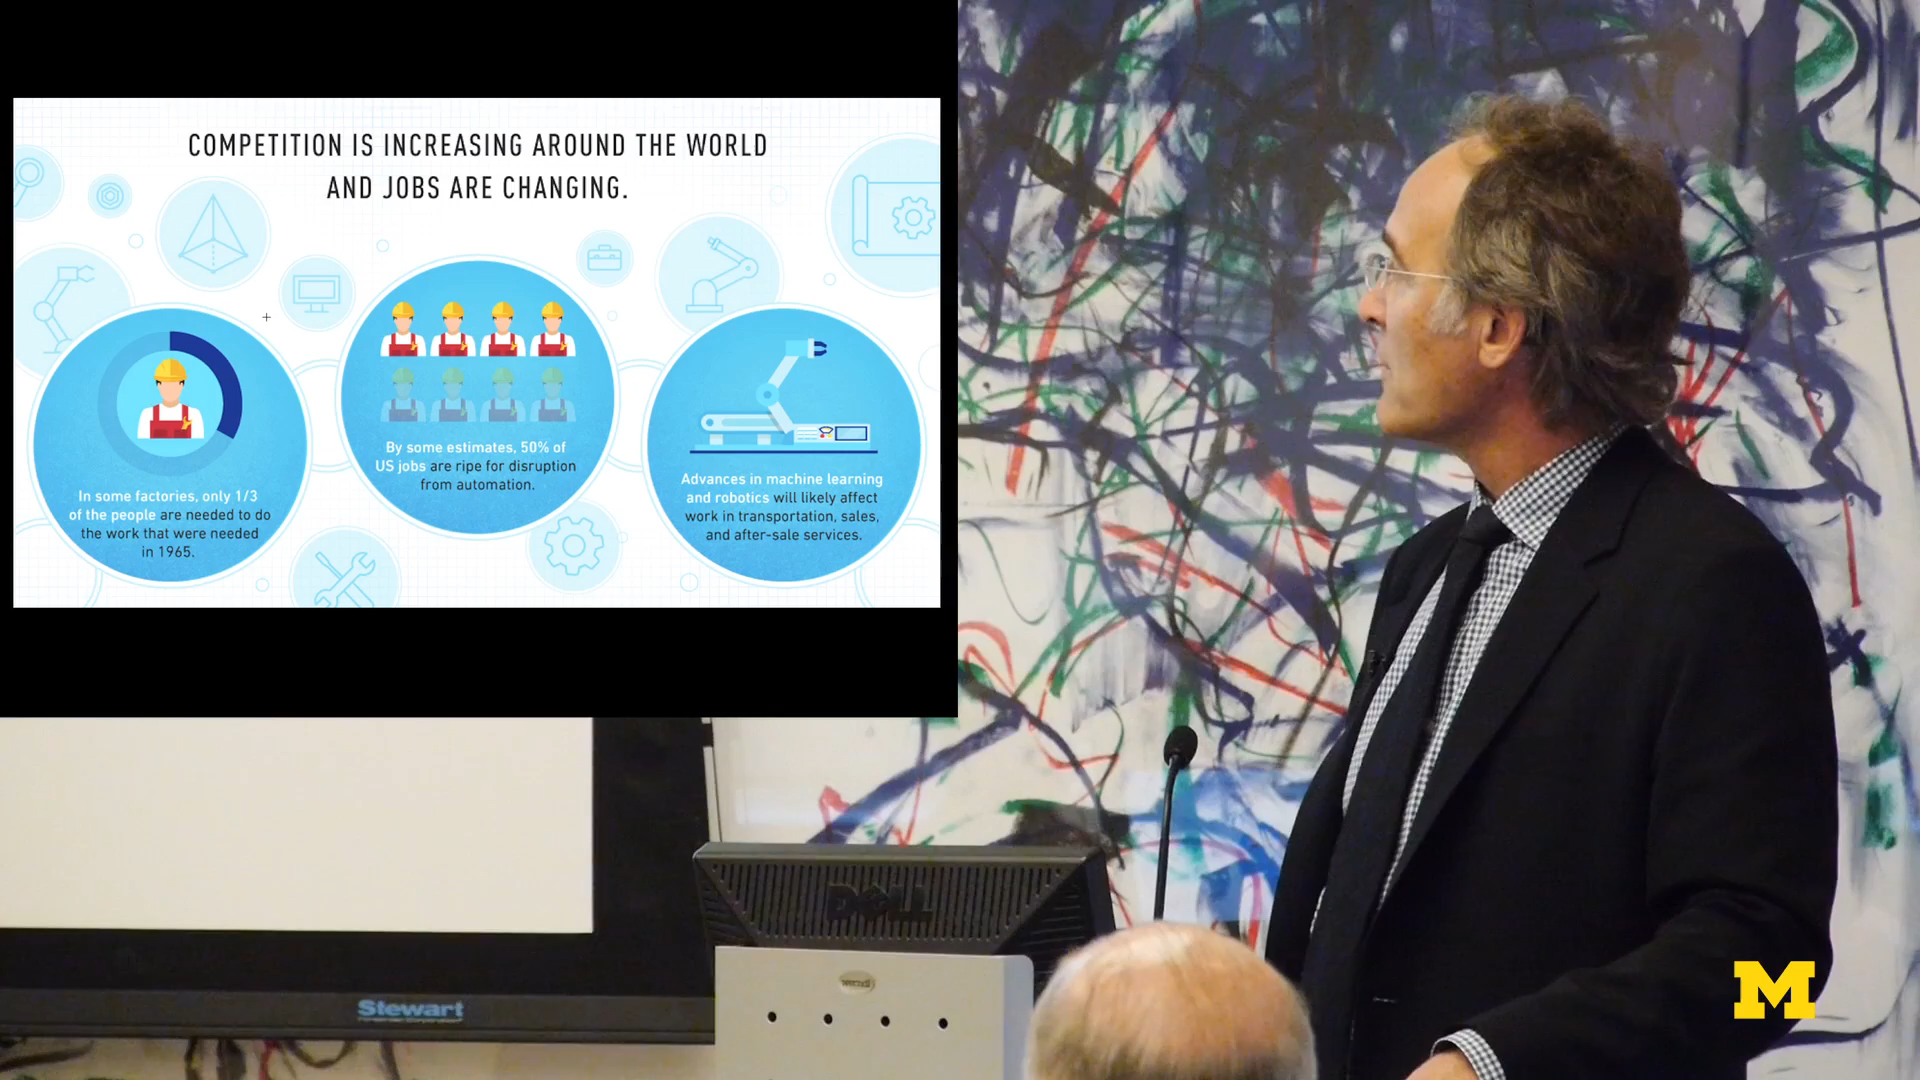 COMPETITION IS INCREASING AROUND THE WORLD
AND JOBS ARE CHANGING.
In some factories, only 1/3
of the people are needed to do
the work that were needed
in 1965.
By some estimates, 50% of
US jobs are ripe for disruption
from automation.
Advances in machine learning
and robotics will likely affect
work in transportation, sales,
and after-sale services.
DELL
Stewart
M